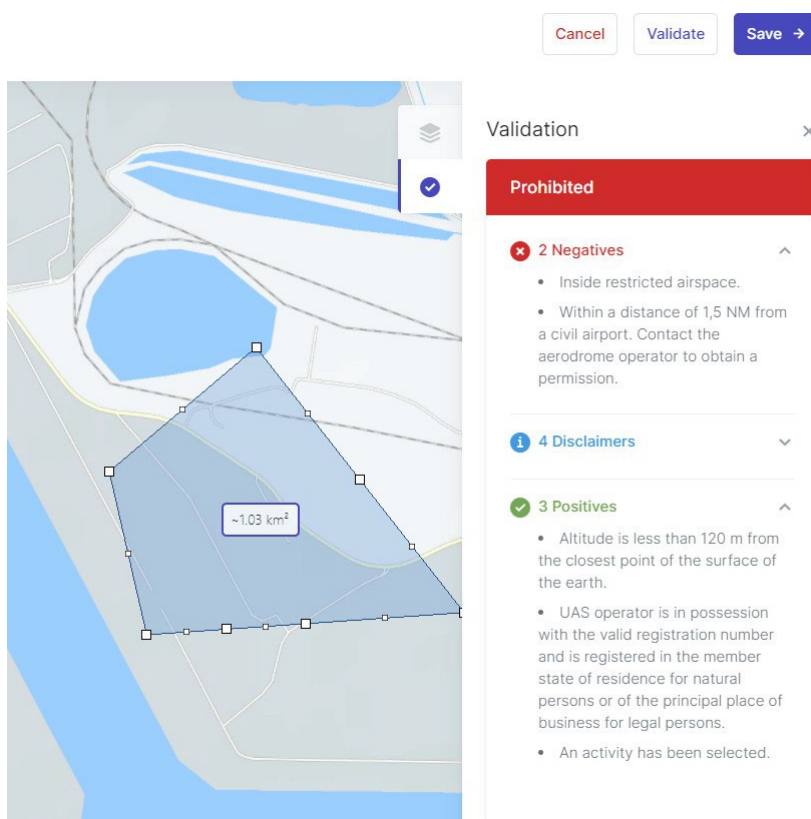 Cancel
Validate
Save →
Validation
Prohibited
2 Negatives
• Inside restricted airspace.
• Within a distance of 1,5 NM from
a civil airport. Contact the
aerodrome operator to obtain a
permission.
4 Disclaimers
3 Positives
• Altitude is less than 120 m from
the closest point of the surface of
the earth.
• UAS operator is in possession
with the valid registration number
and is registered in the member
state of residence for natural
persons or of the principal place of
business for legal persons.
• An activity has been selected.
~1.03 km²